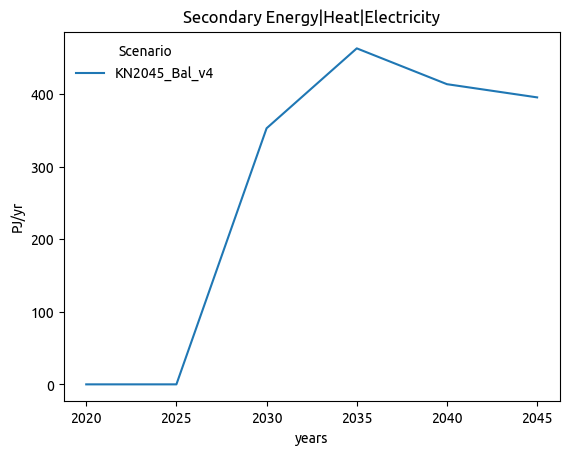 Secondary Energy|Heat|Electricity
Scenario
KN2045_Bal_v4
PJ/yr
400
300
200
100
0
2020 2025 2030 2035 2040 2045
years